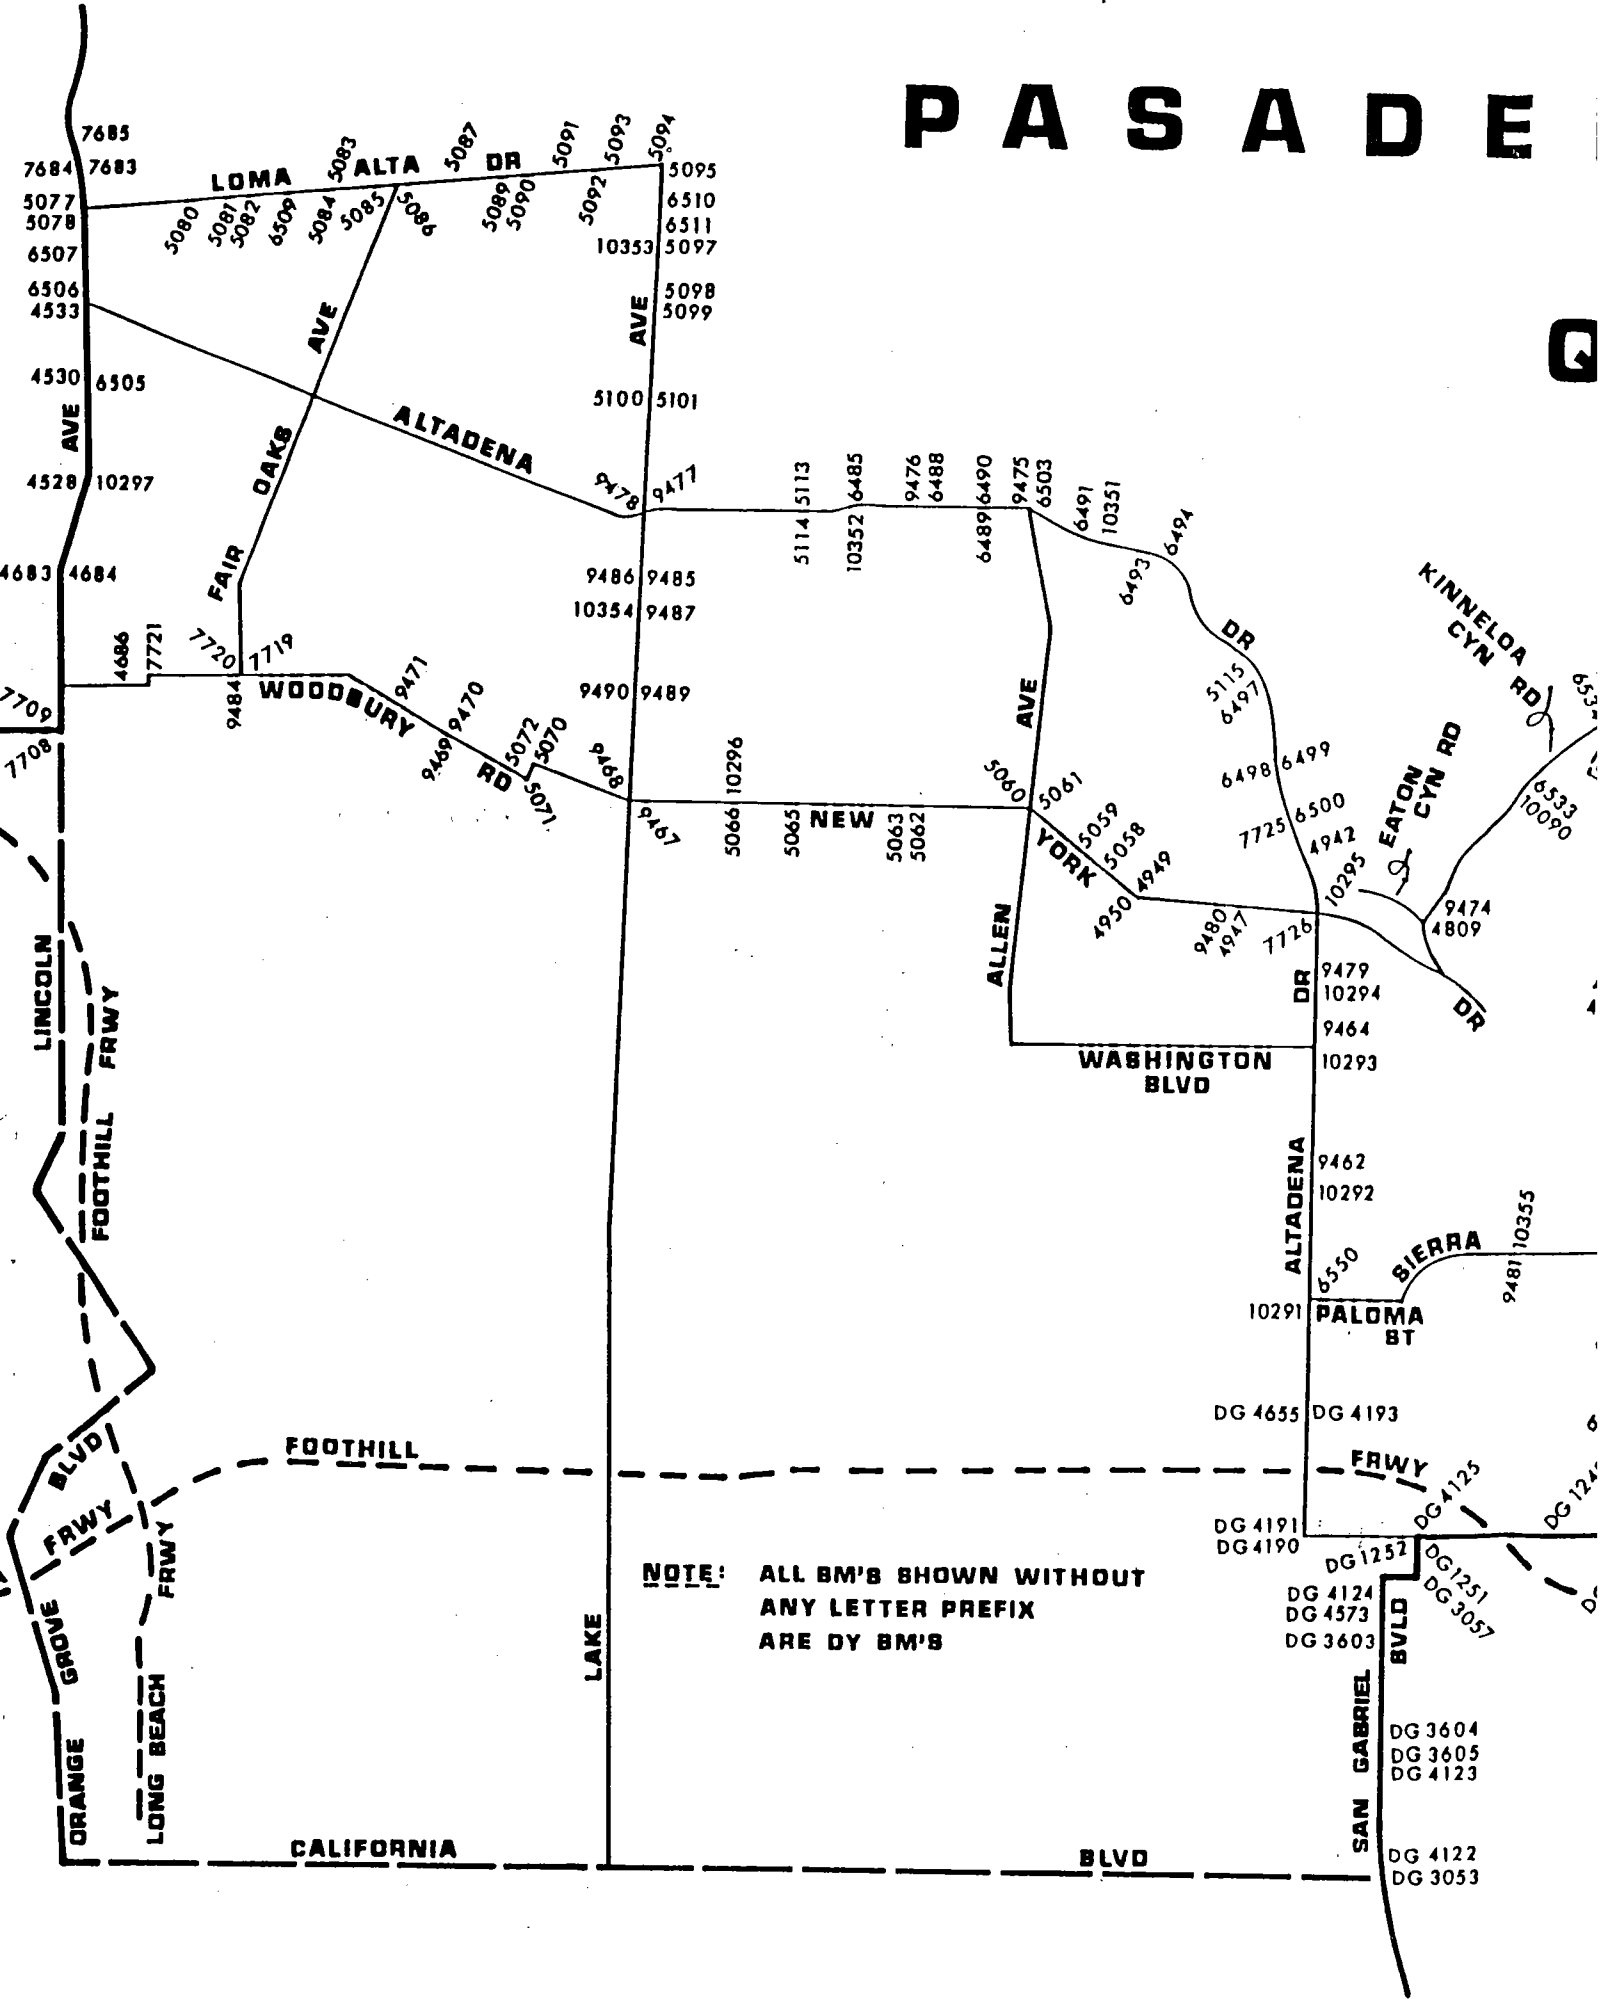 PASADE
Q
7685
7684 7683
5077
5078
6507
6506
4533
4530 6505
AVE
4528 10297
4683 4684
LOMA ALTA DR
5083
5087
5091
5093
5094
5080
5081
5082
6509
5084
5085
5086
5089
5090
5092
5095
6510
6511
10353 5097
5098
5099
AVE
5100 5101
AVE
OAKS
FAIR
ALTADENA
9478
9477
5113
6485
9476
6488
6490
9475
6503
6491
10351
6494
5114
10352
6489
6493
9486 9485
10354 9487
9490 9489
4686
7721
7720
7719
9484
WOODBURY
RD
9471
9470
9469
5072
5070
5071
9468
9467
7709
7708
10296
5066
5065
NEW
5063
5062
AVE
5060
5061
5059
5058
YORK
4949
4950
9480
4947
7726
DR
5115
6497
6498 6499
6500
7725
4942
10295
KINNELOA
CYN
RD
EATON
CYN RD
6533
10090
9474
4809
DR
ALLEN
DR
9479
10294
9464
10293
WASHINGTON
BLVD
LINCOLN
FOOTHILL FRWY
ALTADENA
9462
10292
6550
SIERRA
10355
9481
10291
PALOMA
ST
DG 4655 DG 4193
FOOTHILL
FRWY
BLVD
FRWY
FRWY
DG 4125
DG 4191
DG 4190
DG 1252
DG 1251
DG 3057
DG 4124
DG 4573
DG 3603
BVLD
NOTE: ALL BM'S SHOWN WITHOUT
ANY LETTER PREFIX
ARE DY BM'S
LAKE
GROVE
ORANGE
LONG BEACH
SAN GABRIEL
DG 3604
DG 3605
DG 4123
DG 4122
DG 3053
CALIFORNIA
BLVD